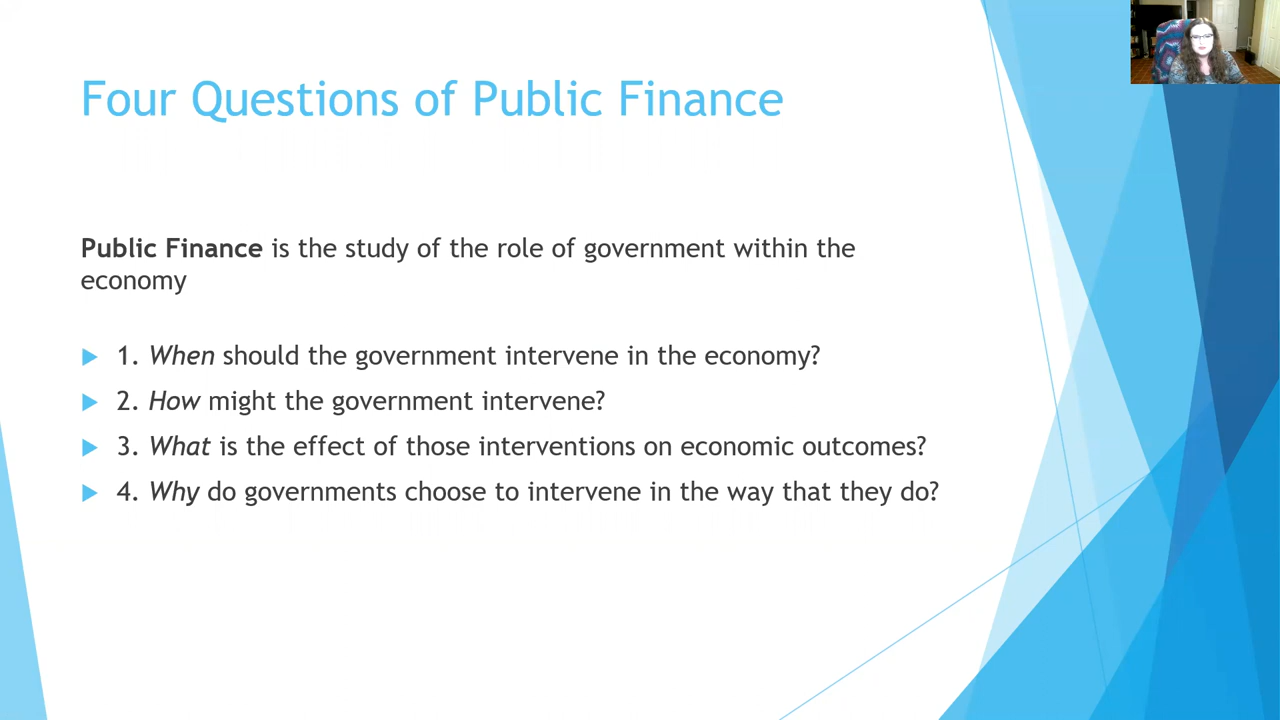 Four Questions of Public Finance
Public Finance is the study of the role of government within the
economy
1. When should the government intervene in the economy?
2. How might the government intervene?
3. What is the effect of those interventions on economic outcomes?
4. Why do governments choose to intervene in the way that they do?